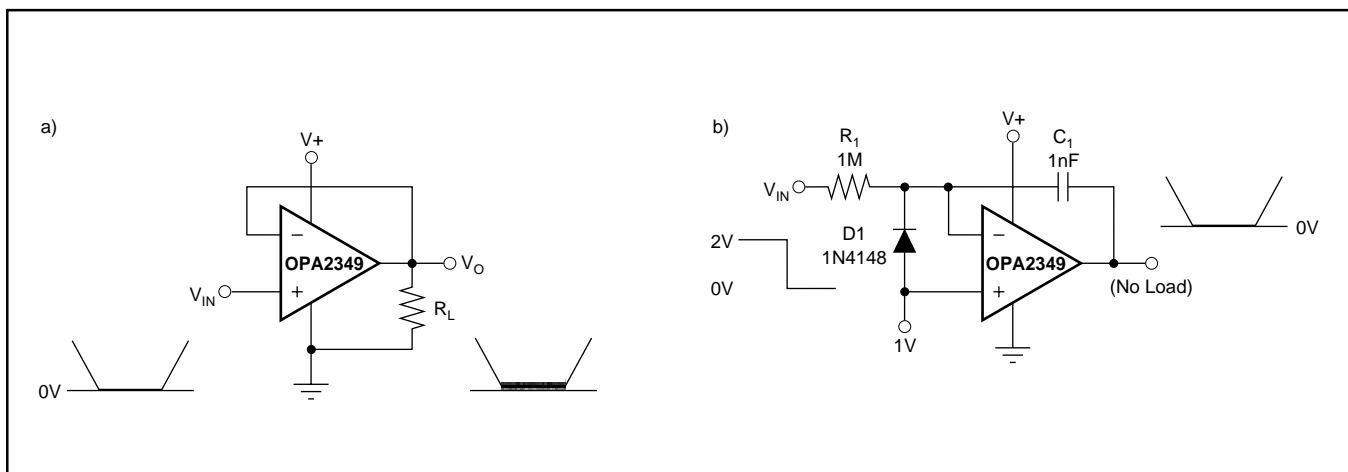 a)
V+
OPA2349
−
+
V_IN
V_O
R_L
0V
b)
V+
R_1
1M
C_1
1nF
V_IN
D1
1N4148
OPA2349
−
+
2V
0V
1V
(No Load)
0V